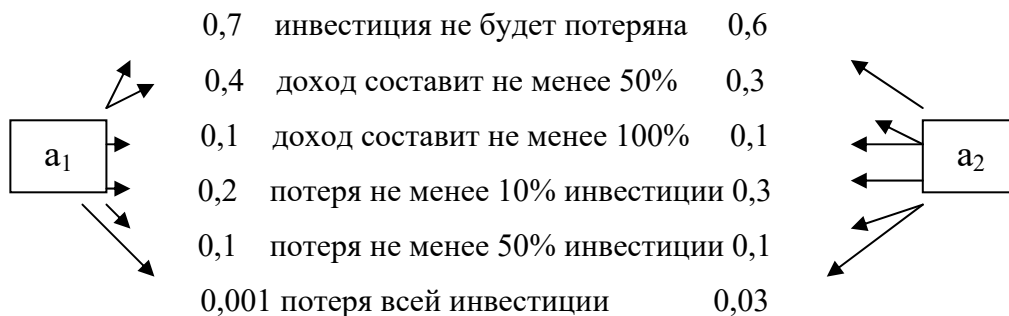 0,7 инвестиция не будет потеряна 0,6
0,4 доход составит не менее 50% 0,3
a₁ 0,1 доход составит не менее 100% 0,1 a₂
0,2 потеря не менее 10% инвестиции 0,3
0,1 потеря не менее 50% инвестиции 0,1
0,001 потеря всей инвестиции 0,03